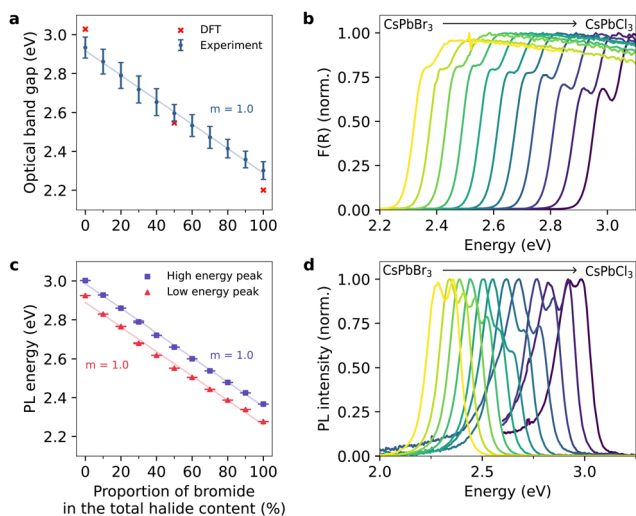 a
3.0
2.8
2.6
2.4
2.2
Optical band gap (eV)
DFT
Experiment
m = 1.0
0
20
40
60
80
100
b
CsPbBr₃
CsPbCl₃
1.00
0.75
0.50
0.25
0.00
F(R) (norm.)
2.2
2.4
2.6
2.8
3.0
Energy (eV)
c
3.0
2.8
2.6
2.4
2.2
PL energy (eV)
High energy peak
Low energy peak
m = 1.0
m = 1.0
0
20
40
60
80
100
Proportion of bromide
in the total halide content (%)
d
CsPbBr₃
CsPbCl₃
1.00
0.75
0.50
0.25
0.00
PL intensity (norm.)
2.0
2.5
3.0
Energy (eV)